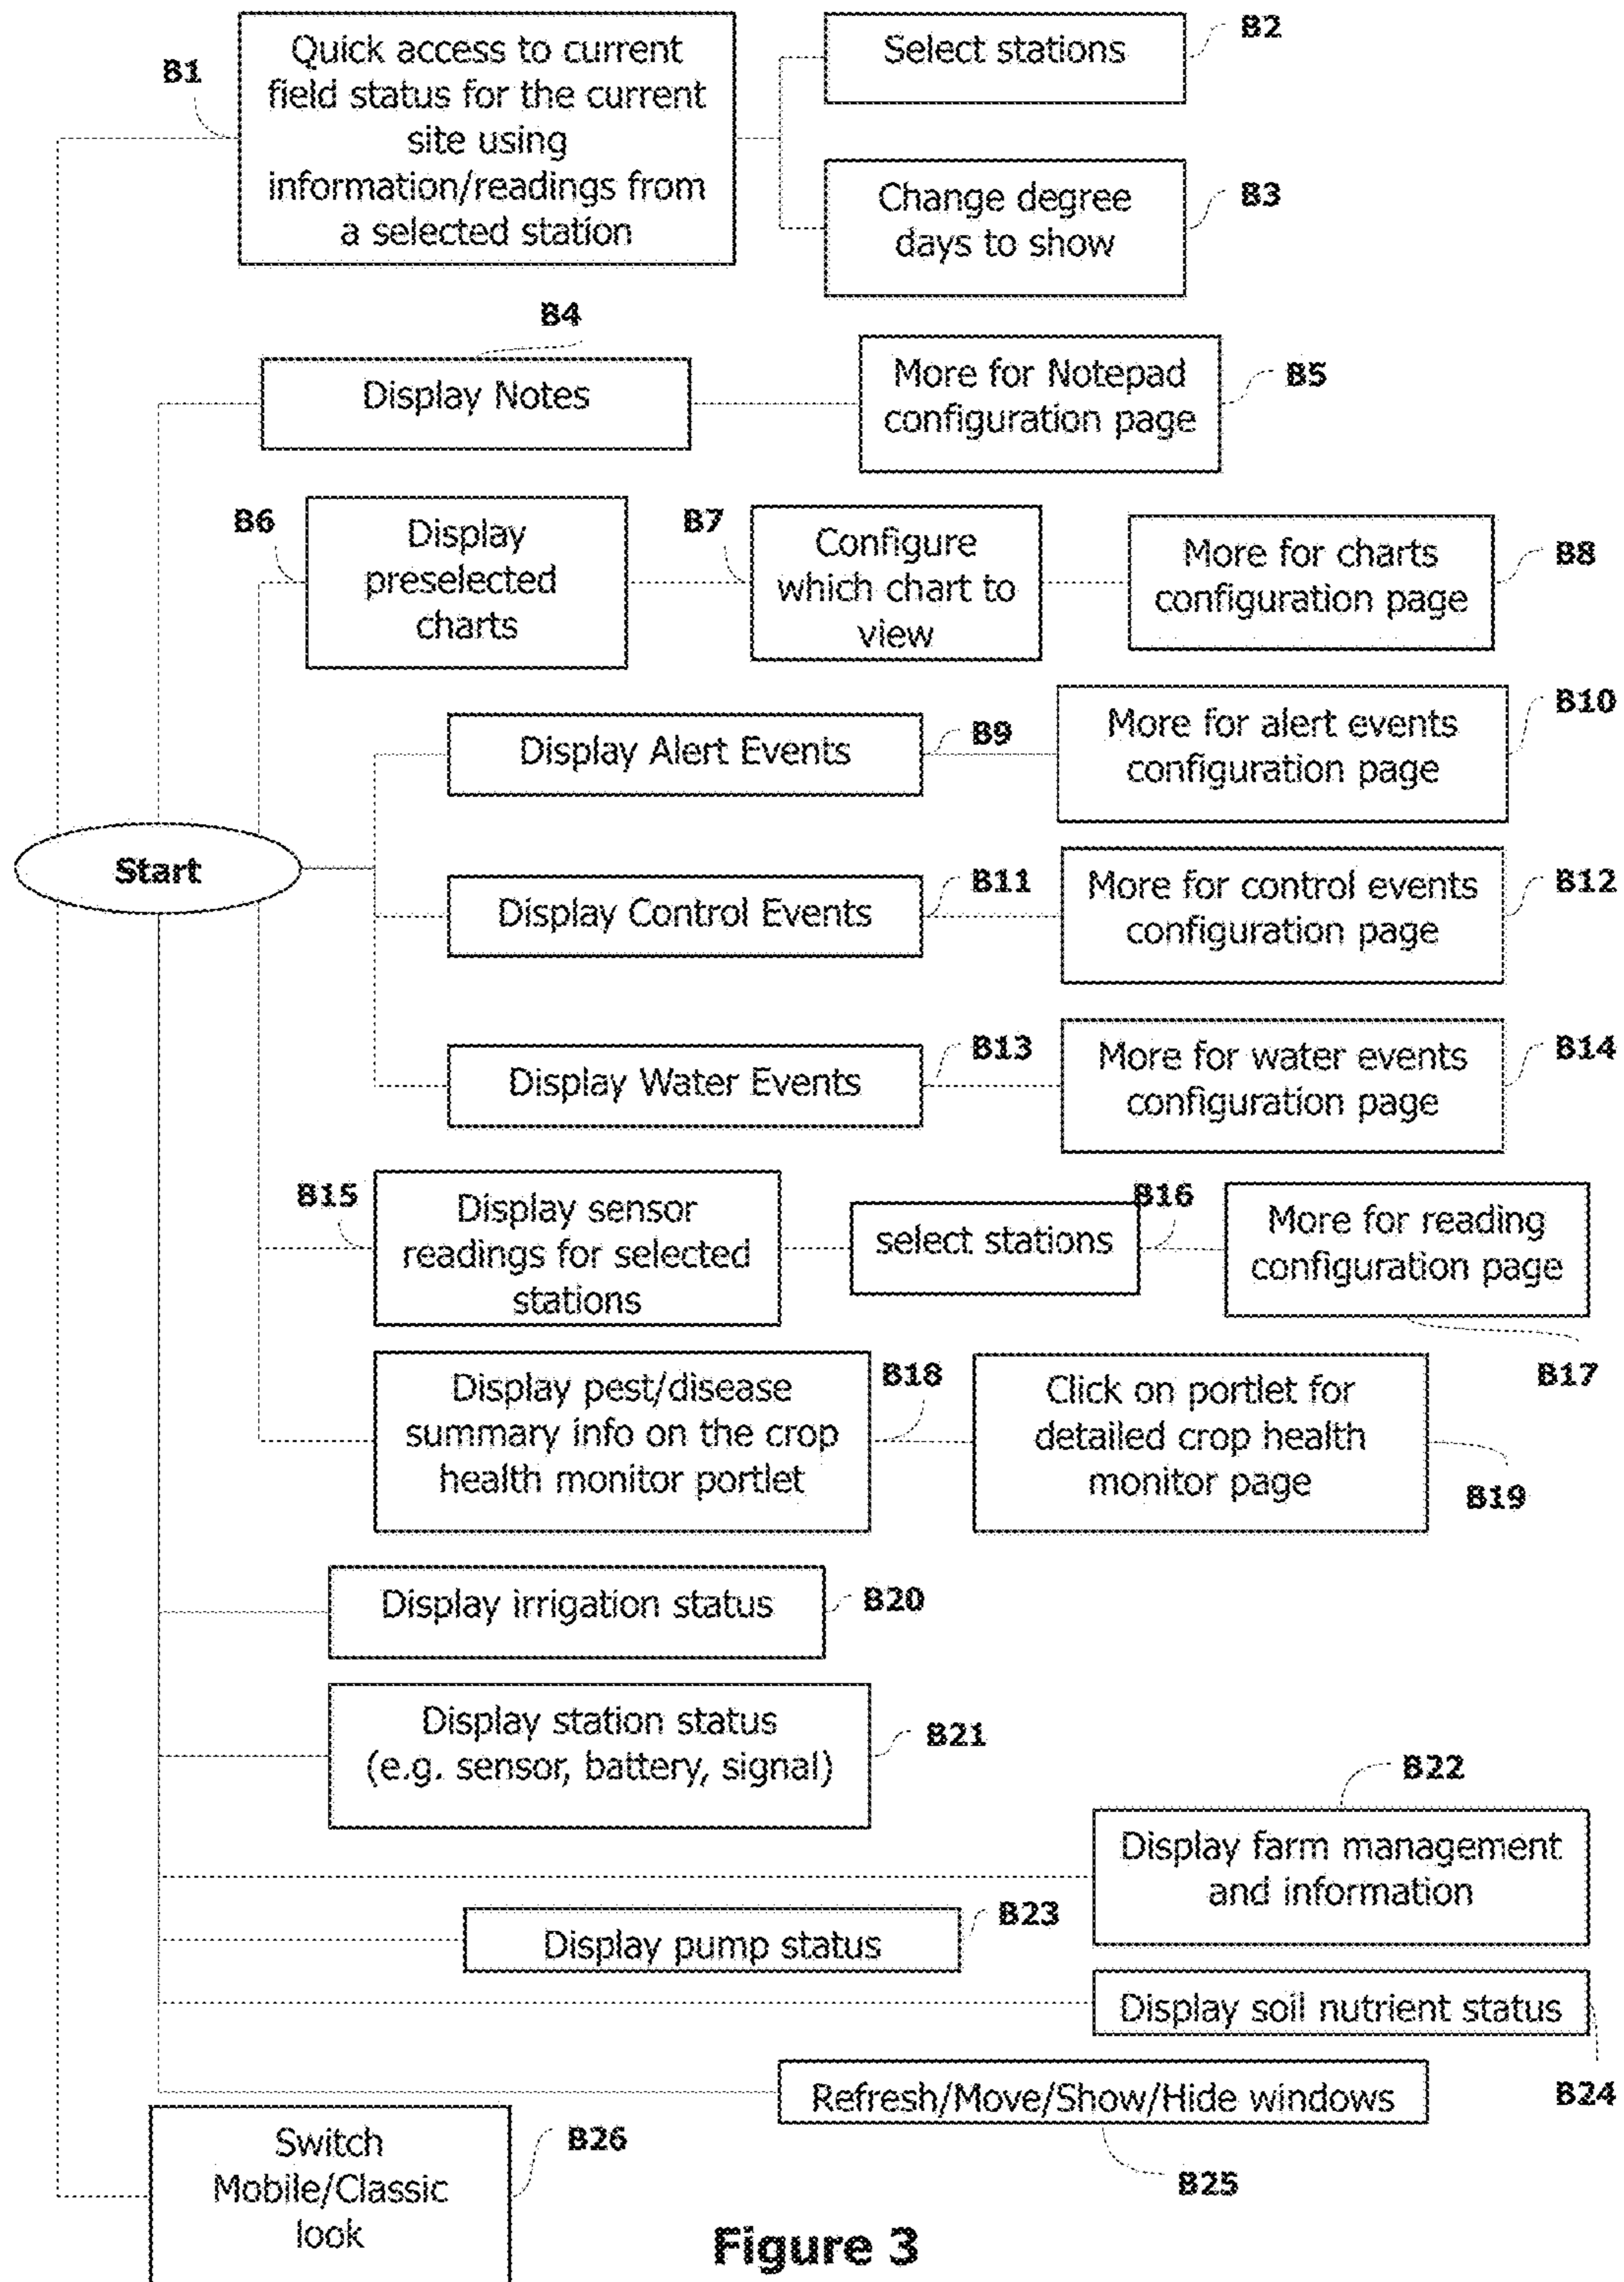 B1
Quick access to current
field status for the current
site using
information/readings from
a selected station
Select stations
B2
Change degree
days to show
B3
B4
Display Notes
More for Notepad
configuration page
B5
B6
Display
preselected
charts
B7
Configure
which chart to
view
More for charts
configuration page
B8
Display Alert Events
B9
More for alert events
configuration page
B10
Start
Display Control Events
B11
More for control events
configuration page
B12
Display Water Events
B13
More for water events
configuration page
B14
B15
Display sensor
readings for selected
stations
select stations
B16
More for reading
configuration page
B17
Display pest/disease
summary info on the crop
health monitor portlet
B18
Click on portlet for
detailed crop health
monitor page
B19
Display irrigation status
B20
Display station status
(e.g. sensor, battery, signal)
B21
B22
Display farm management
and information
Display pump status
B23
Display soil nutrient status
B24
Refresh/Move/Show/Hide windows
B25
Switch
Mobile/Classic
look
B26
Figure 3